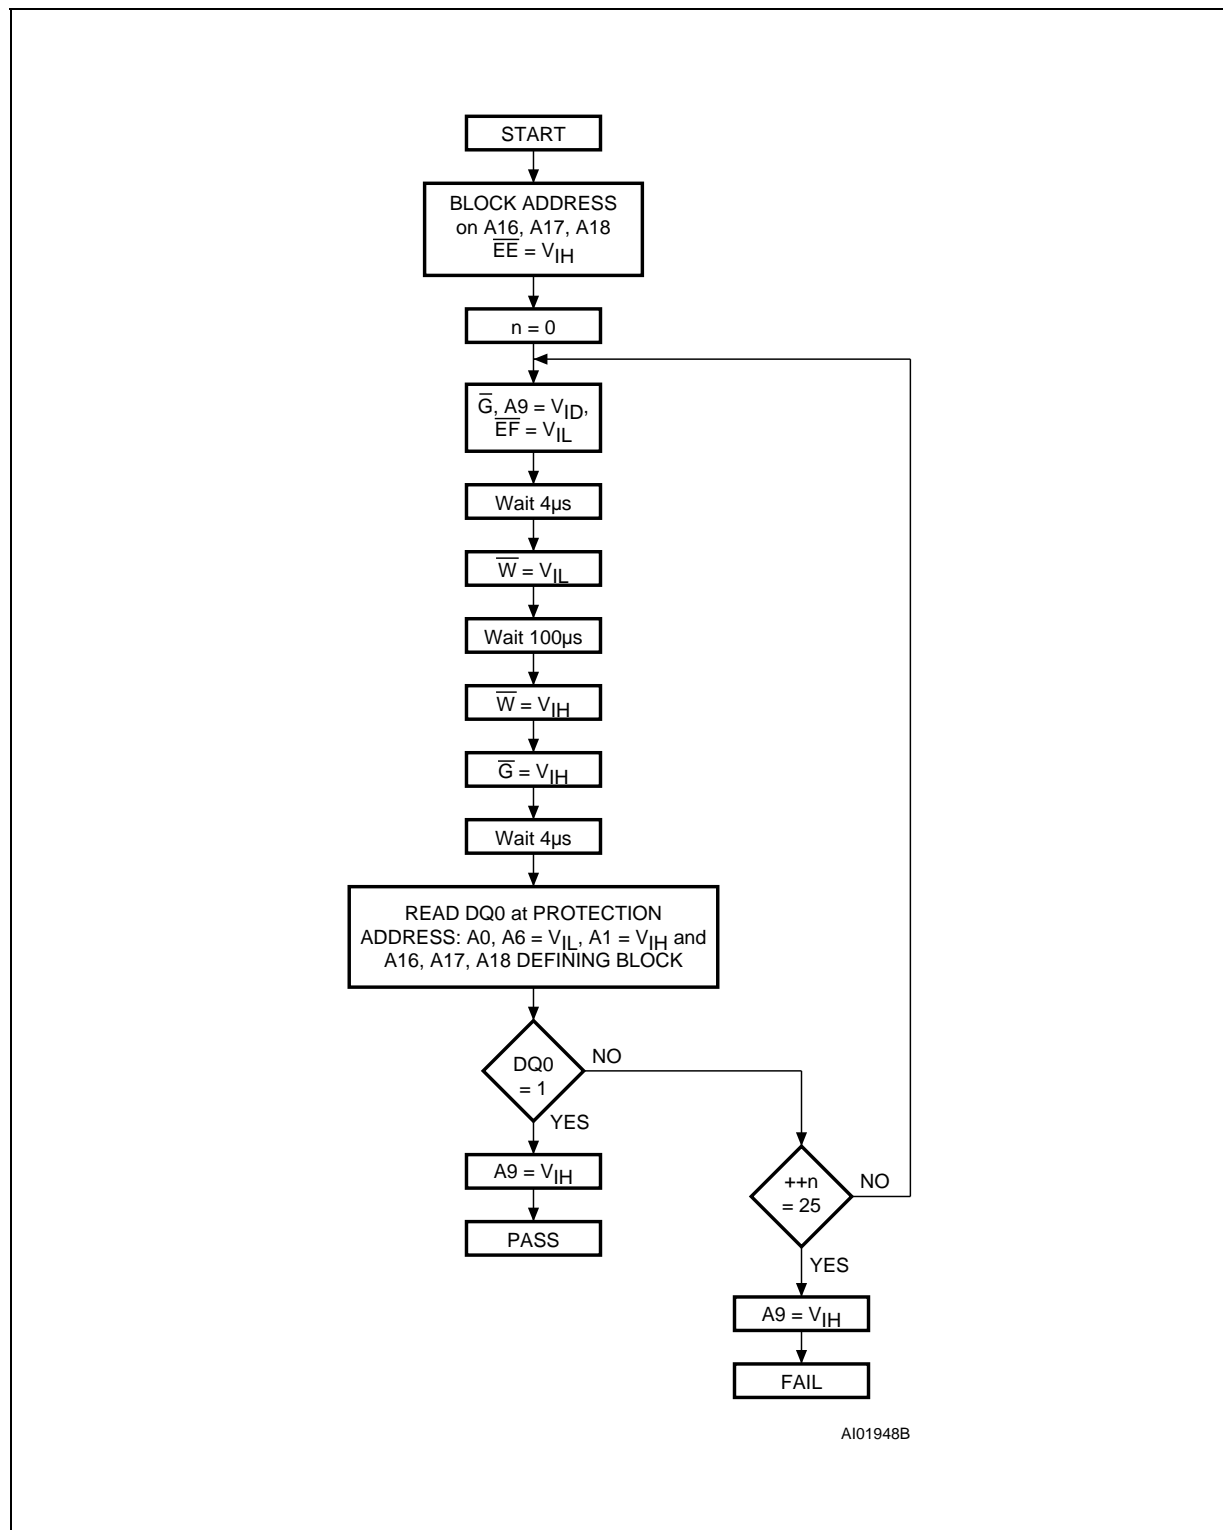 START
BLOCK ADDRESS
on A16, A17, A18
E̅E̅ = VIH
n = 0
G̅, A9 = VID,
E̅F̅ = VIL
Wait 4µs
W̅ = VIL
Wait 100µs
W̅ = VIH
G̅ = VIH
Wait 4µs
READ DQ0 at PROTECTION
ADDRESS: A0, A6 = VIL, A1 = VIH and
A16, A17, A18 DEFINING BLOCK
DQ0
= 1
NO
YES
A9 = VIH
PASS
++n
= 25
NO
YES
A9 = VIH
FAIL
AI01948B